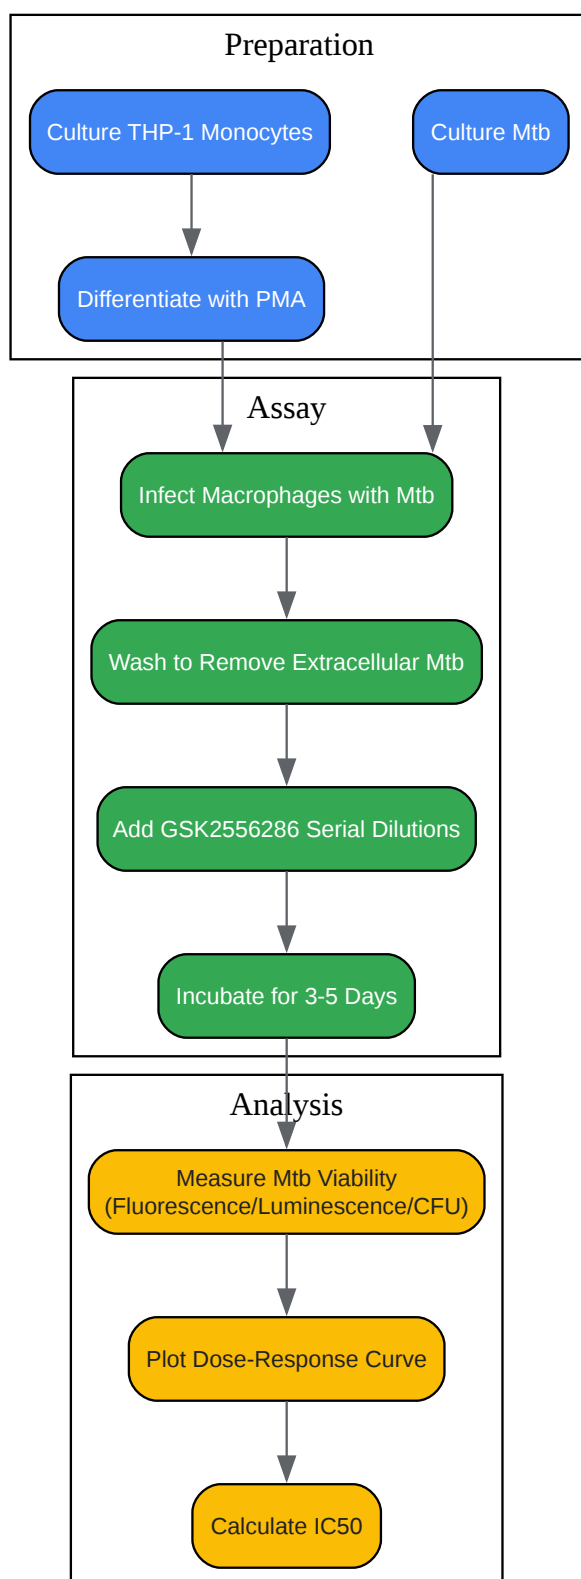 Preparation
Culture THP-1 Monocytes
Culture Mtb
Differentiate with PMA
Assay
Infect Macrophages with Mtb
Wash to Remove Extracellular Mtb
Add GSK2556286 Serial Dilutions
Incubate for 3-5 Days
Analysis
Measure Mtb Viability
(Fluorescence/Luminescence/CFU)
Plot Dose-Response Curve
Calculate IC50